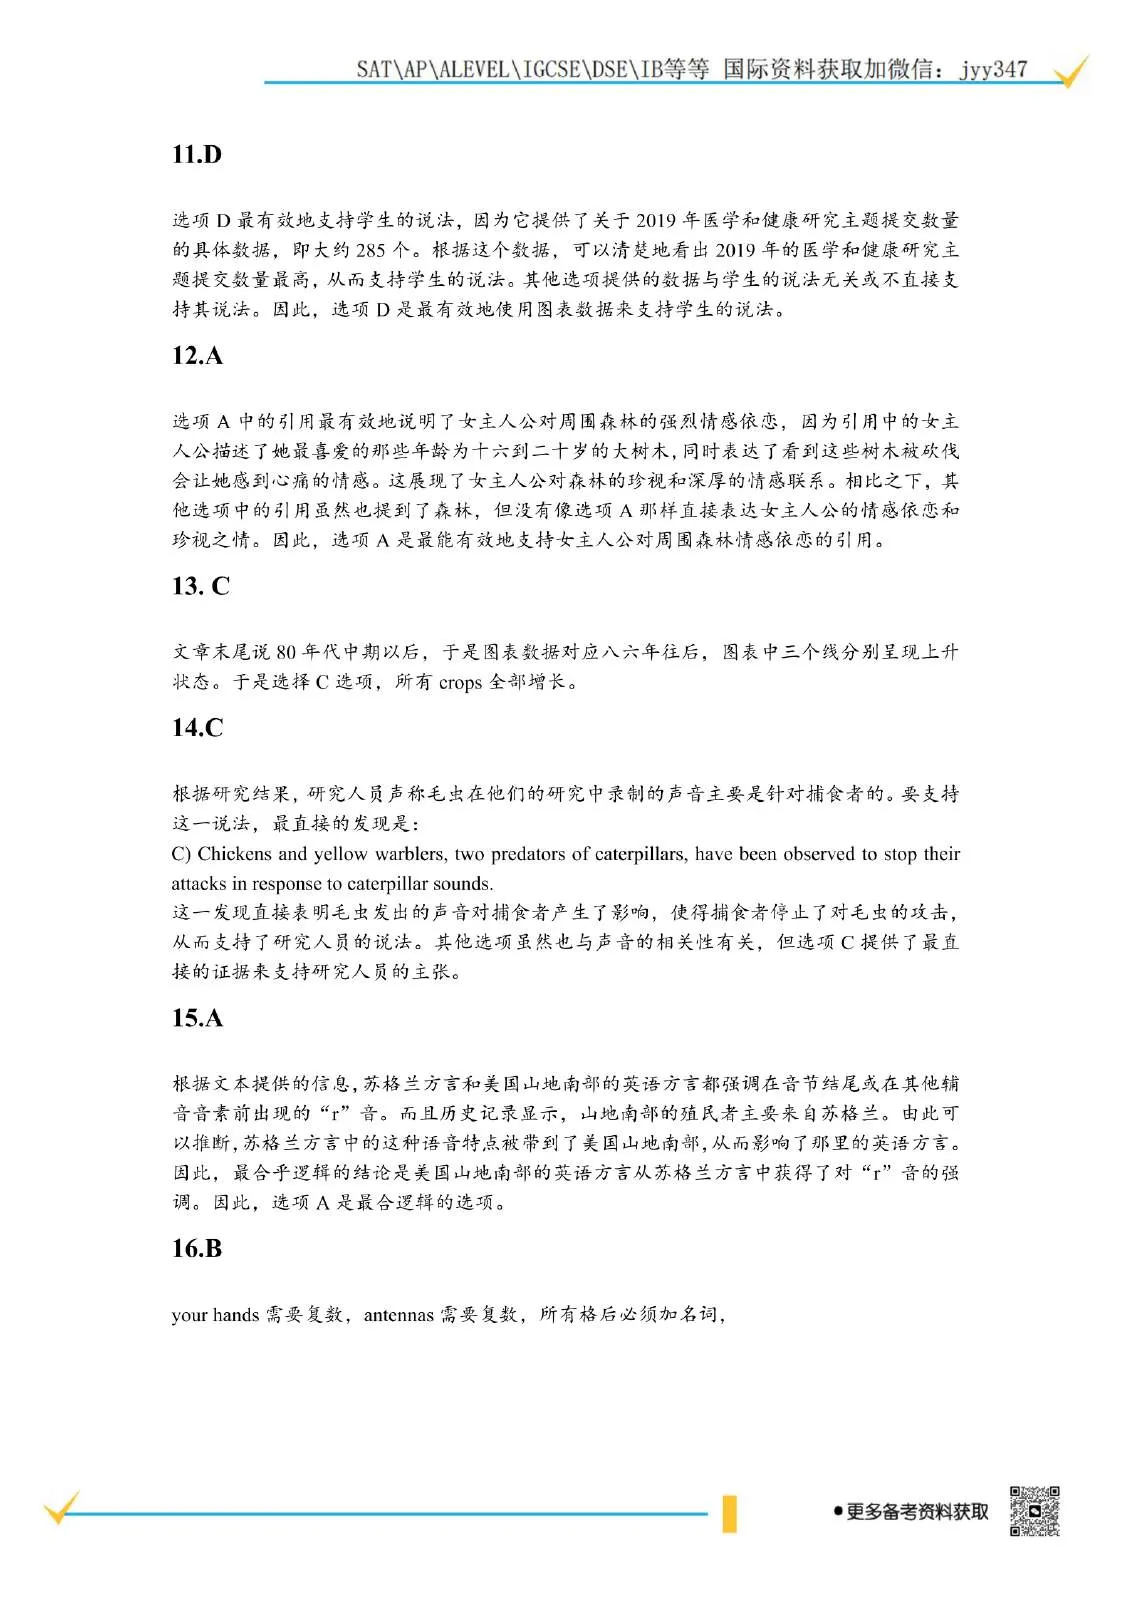 SAT\AP\ALEVEL\IGCSE\DSE\IB等等 国际资料获取加微信：jyy347
11.D
选项 D 最有效地支持学生的说法，因为它提供了关于 2019 年医学和健康研究主题提交数量
的具体数据，即大约 285 个。根据这个数据，可以清楚地看出 2019 年的医学和健康研究主
题提交数量最高，从而支持学生的说法。其他选项提供的数据与学生的说法无关或不直接支
持其说法。因此，选项 D 是最有效地使用图表数据来支持学生的说法。
12.A
选项 A 中的引用最有效地说明了女主人公对周围森林的强烈情感依恋，因为引用中的女主
人公描述了她最喜爱的那些年龄为十六到二十岁的大树木，同时表达了看到这些树木被砍伐
会让她感到心痛的情感。这展现了女主人公对森林的珍视和深厚的情感联系。相比之下，其
他选项中的引用虽然也提到了森林，但没有像选项 A 那样直接表达女主人公的情感依恋和
珍视之情。因此，选项 A 是最能有效地支持女主人公对周围森林情感依恋的引用。
13. C
文章末尾说 80 年代中期以后，于是图表数据对应八六年往后，图表中三个线分别呈现上升
状态。于是选择 C 选项，所有 crops 全部增长。
14.C
根据研究结果，研究人员声称毛虫在他们的研究中录制的声音主要是针对捕食者的。要支持
这一说法，最直接的发现是：
C) Chickens and yellow warblers, two predators of caterpillars, have been observed to stop their
attacks in response to caterpillar sounds.
这一发现直接表明毛虫发出的声音对捕食者产生了影响，使得捕食者停止了对毛虫的攻击，
从而支持了研究人员的说法。其他选项虽然也与声音的相关性有关，但选项 C 提供了最直
接的证据来支持研究人员的主张。
15.A
根据文本提供的信息，苏格兰方言和美国山地南部的英语方言都强调在音节结尾或在其他辅
音音素前出现的“r”音。而且历史记录显示，山地南部的殖民者主要来自苏格兰。由此可
以推断，苏格兰方言中的这种语音特点被带到了美国山地南部，从而影响了那里的英语方言。
因此，最合乎逻辑的结论是美国山地南部的英语方言从苏格兰方言中获得了对“r”音的强
调。因此，选项 A 是最合逻辑的选项。
16.B
your hands 需要复数，antennas 需要复数，所有格后必须加名词，
•更多备考资料获取